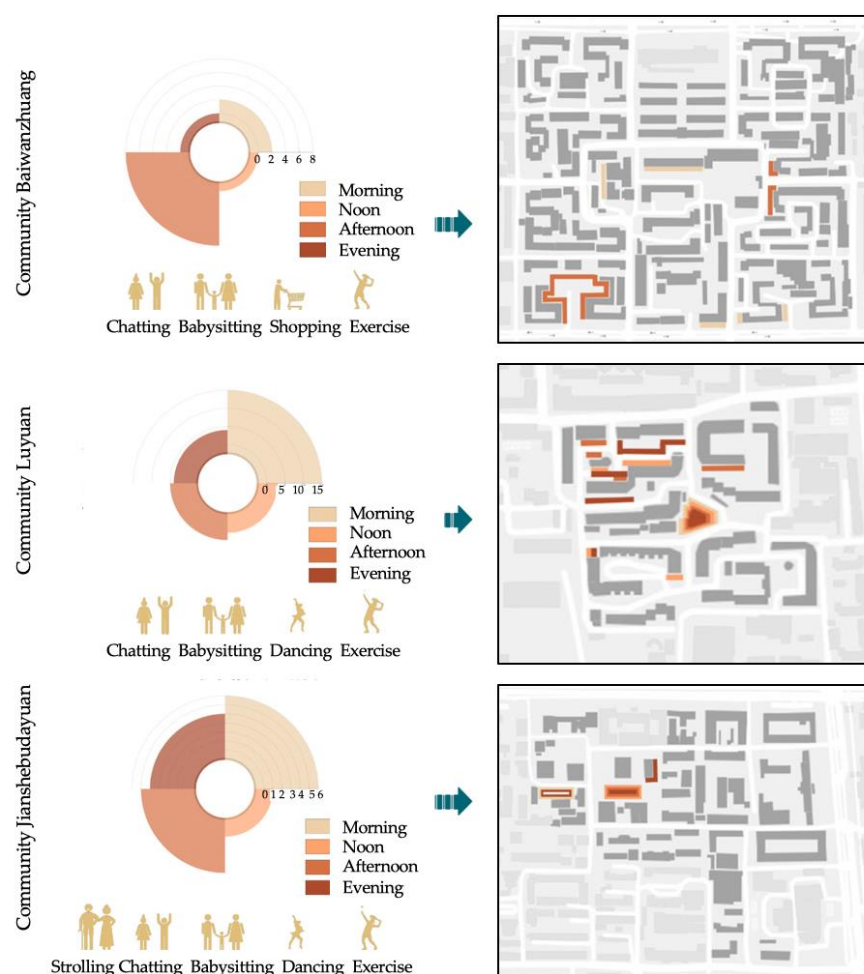 Community Baiwanzhuang
0 2 4 6 8
Morning
Noon
Afternoon
Evening
Chatting Babysitting Shopping Exercise
Community Luyuan
0 5 10 15
Morning
Noon
Afternoon
Evening
Chatting Babysitting Dancing Exercise
Community Jianshebudayuan
0 1 2 3 4 5 6
Morning
Noon
Afternoon
Evening
Strolling Chatting Babysitting Dancing Exercise